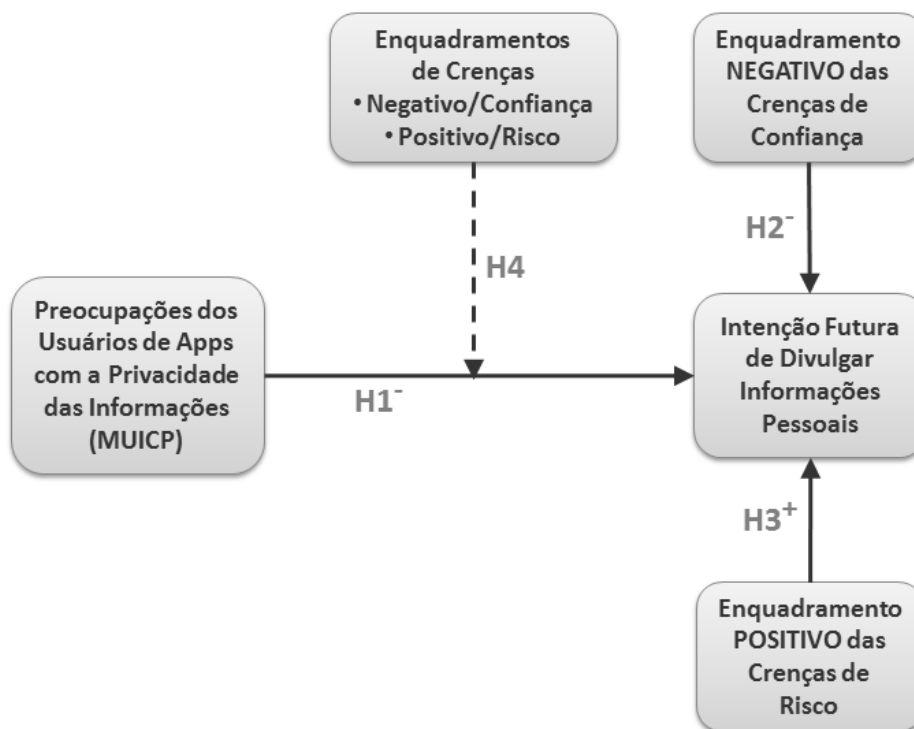 Enquadramentos
de Crenças
• Negativo/Confiança
• Positivo/Risco
Enquadramento
NEGATIVO das
Crenças de
Confiança
H2-
H4
Preocupações dos
Usuários de Apps
com a Privacidade
das Informações
(MUICP)
H1-
Intenção Futura
de Divulgar
Informações
Pessoais
H3+
Enquadramento
POSITIVO das
Crenças de
Risco